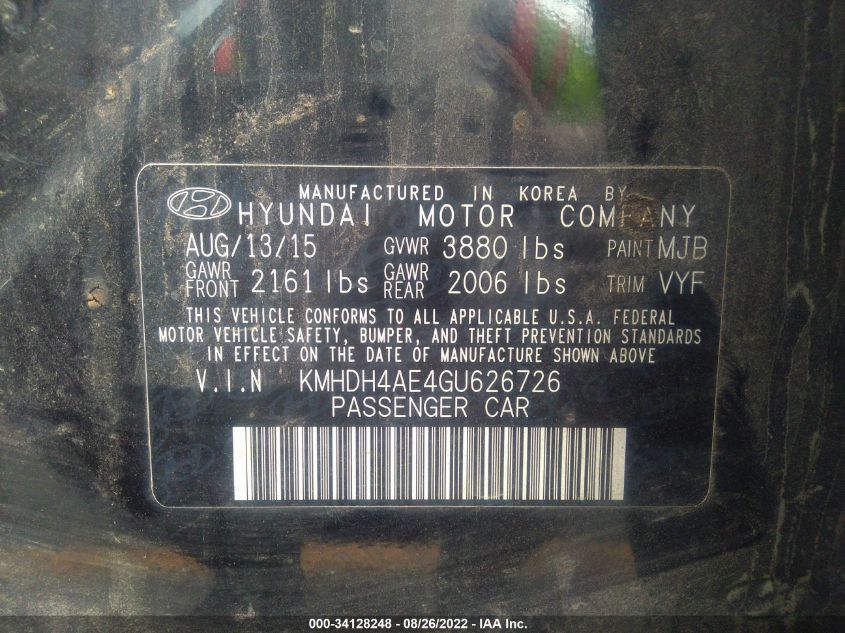 MANUFACTURED IN KOREA BY
HYUNDAI MOTOR COMPANY
AUG/13/15 GVWR 3880 lbs PAINT MJB
GAWR FRONT 2161 lbs GAWR REAR 2006 lbs TRIM VYF
THIS VEHICLE CONFORMS TO ALL APPLICABLE U.S.A. FEDERAL
MOTOR VEHICLE SAFETY, BUMPER, AND THEFT PREVENTION STANDARDS
IN EFFECT ON THE DATE OF MANUFACTURE SHOWN ABOVE
V.I.N KMHDH4AE4GU626726
PASSENGER CAR
000-34128248 - 08/26/2022 - IAA Inc.